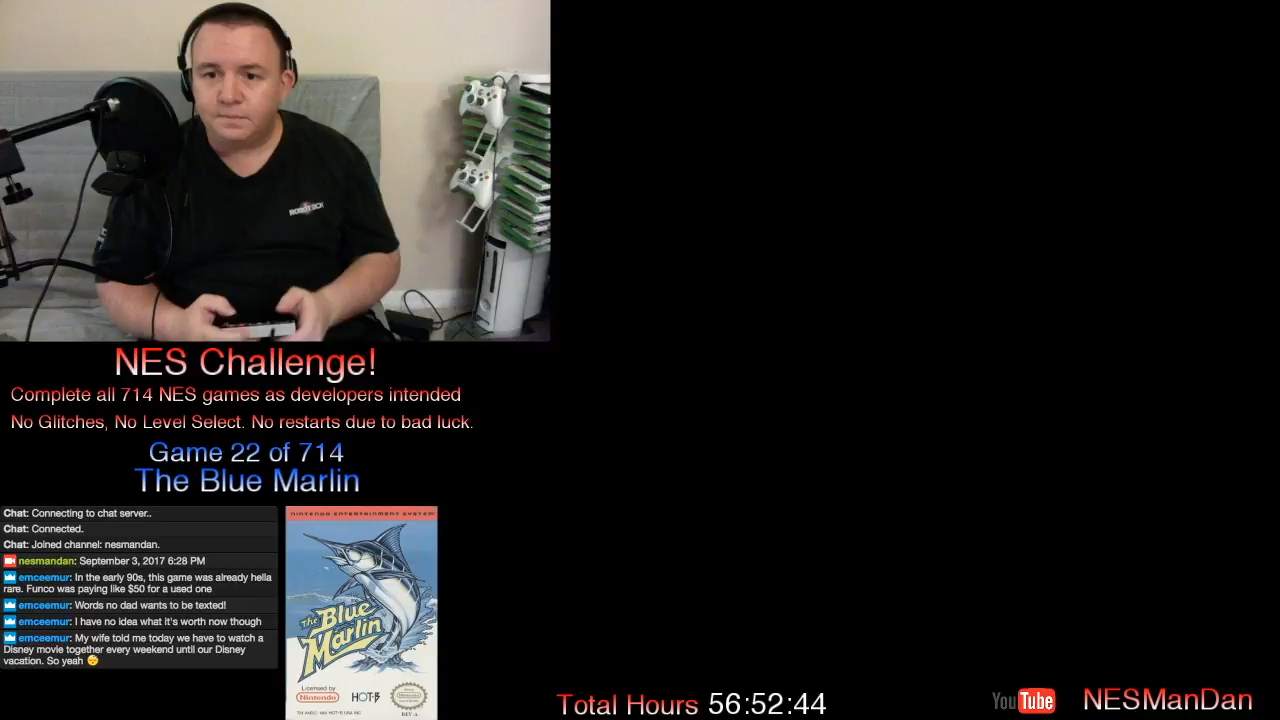 NES Challenge!
Complete all 714 NES games as developers intended
No Glitches, No Level Select. No restarts due to bad luck.
Game 22 of 714
The Blue Marlin
Chat: Connecting to chat server..
Chat: Connected.
Chat: Joined channel: nesmandan.
nesmandan: September 3, 2017 6:28 PM
emceemur: In the early 90s, this game was already hella
rare. Funco was paying like $50 for a used one
emceemur: Words no dad wants to be texted!
emceemur: I have no idea what it's worth now though
emceemur: My wife told me today we have to watch a
Disney movie together every weekend until our Disney
vacation. So yeah
NINTENDO ENTERTAINMENT SYSTEM
The Blue
Marlin
Licensed by
Nintendo
HOT·B
REV-A
Total Hours 56:52:44
YouTube
NESManDan